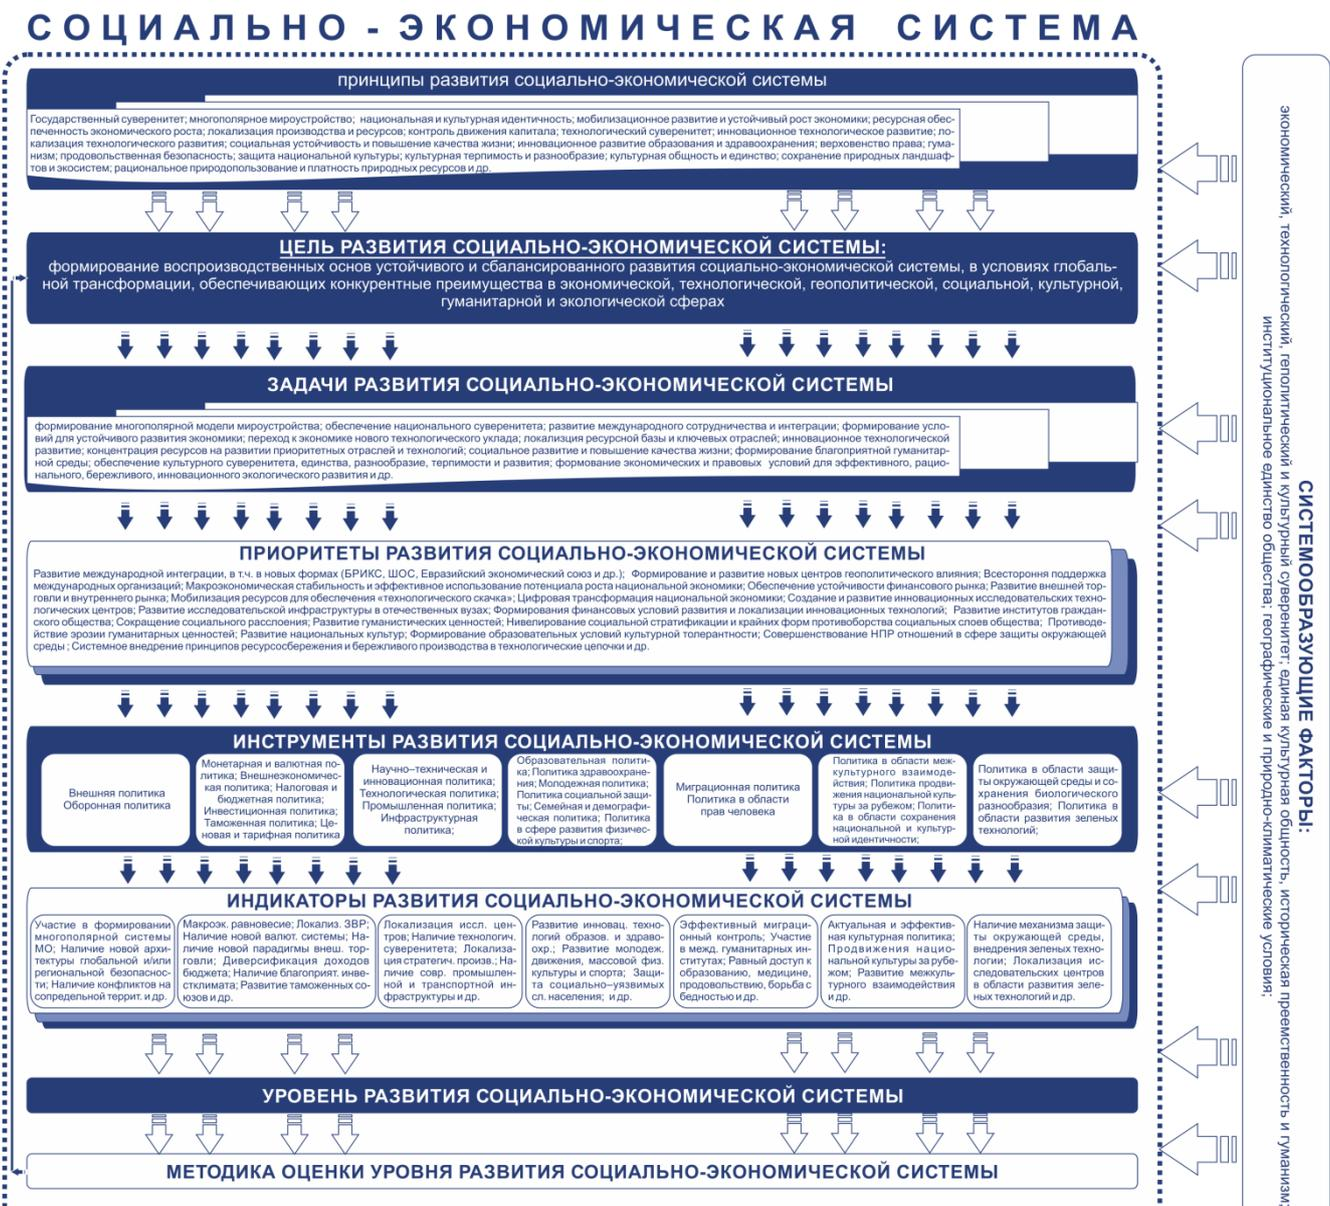 СОЦИАЛЬНО - ЭКОНОМИЧЕСКАЯ СИСТЕМА
принципы развития социально-экономической системы
Государственный суверенитет; многополярное мироустройство; национальная и культурная идентичность; мобилизационное развитие и устойчивый рост экономики; ресурсная обес-
печенность экономического роста; локализация производства и ресурсов; контроль движения капитала; технологический суверенитет; инновационное технологическое развитие; ло-
кализация технологического развития; социальная устойчивость и повышение качества жизни; инновационное развитие образования и здравоохранения; верховенство права; гума-
низм; продовольственная безопасность; защита национальной культуры; культурная терпимость и разнообразие; культурная общность и единство; сохранение природных ландшаф-
тов и экосистем; рациональное природопользование и платность природных ресурсов и др.
ЦЕЛЬ РАЗВИТИЯ СОЦИАЛЬНО-ЭКОНОМИЧЕСКОЙ СИСТЕМЫ:
формирование воспроизводственных основ устойчивого и сбалансированного развития социально-экономической системы, в условиях глобаль-
ной трансформации, обеспечивающих конкурентные преимущества в экономической, технологической, геополитической, социальной, культурной,
гуманитарной и экологической сферах
ЗАДАЧИ РАЗВИТИЯ СОЦИАЛЬНО-ЭКОНОМИЧЕСКОЙ СИСТЕМЫ
формирование многополярной модели мироустройства; обеспечение национального суверенитета; развитие международного сотрудничества и интеграции; формирование усло-
вий для устойчивого развития экономики; переход к экономике нового технологического уклада; локализция ресурсной базы и ключевых отраслей; инновационное технологической
развитие; концентрация ресурсов на развитии приоритетных отраслей и технологий; социальное развитие и повышение качества жизни; формирование благоприятной гуманитар-
ной среды; обеспечение культурного суверенитета, единства, разнообразие, терпимости и развития; формование экономических и правовых условий для эффективного, рацио-
нального, бережливого, инновационного экологического развития и др.
ПРИОРИТЕТЫ РАЗВИТИЯ СОЦИАЛЬНО-ЭКОНОМИЧЕСКОЙ СИСТЕМЫ
Развитие международной интеграции, в т.ч. в новых формах (БРИКС, ШОС, Евразийский экономический союз и др.); Формирование и развитие новых центров геополитического влияния; Всестороння поддержка
международных организаций; Макроэкономическая стабильность и эффективное использование потенциала роста национальной экономики; Обеспечение устойчивости финансового рынка; Развитие внешней тор-
говли и внутреннего рынка; Мобилизация ресурсов для обеспечения «технологического скачка»; Цифровая трансформация национальной экономики; Создание и развитие инновационных исследовательских техно-
логических центров; Развитие исследовательской инфраструктуры в отечественных вузах; Формирования финансовых условий развития и локализации инновационных технологий; Развитие институтов граждан-
ского общества; Сокращение социального расслоения; Развитие гуманистических ценностей; Нивелирование социальной стратификации и крайних форм противоборства социальных слоев общества; Противоде-
йствие эрозии гуманитарных ценностей; Развитие национальных культур; Формирование образовательных условий культурной толерантности; Совершенствование НПР отношений в сфере защиты окружающей
среды ; Системное внедрение принципов ресурсосбережения и бережливого производства в технологические цепочки и др.
ИНСТРУМЕНТЫ РАЗВИТИЯ СОЦИАЛЬНО-ЭКОНОМИЧЕСКОЙ СИСТЕМЫ
Внешняя политика
Оборонная политика
Монетарная и валютная по-
литика; Внешнеэкономичес-
кая политика; Налоговая и
бюджетная политика;
Инвестиционная политика;
Таможенная политика; Це-
новая и тарифная политика
Научно–техническая и
инновационная политика;
Технологическая политика;
Промышленная политика;
Инфраструктурная
политика;
Образовательная полити-
ка; Политика здравоохране-
ния; Молодежная политика;
Политика социальной защи-
ты; Семейная и демографи-
ческая политика; Политика
в сфере развития физичес-
кой культуры и спорта;
Миграционная политика
Политика в области
прав человека
Политика в области меж-
культурного взаимоде-
йствия; Политика продви-
жения национальной куль-
туры за рубежом; Полити-
ка в области сохранения
национальной и культур-
ной идентичности;
Политика в области защи-
ты окружающей среды и со-
хранения биологического
разнообразия; Политика в
области развития зеленых
технологий;
ИНДИКАТОРЫ РАЗВИТИЯ СОЦИАЛЬНО-ЭКОНОМИЧЕСКОЙ СИСТЕМЫ
Участие в формировании
многополярной системы
МО; Наличие новой архи-
тектуры глобальной и/или
региональной безопаснос-
ти; Наличие конфликтов на
сопредельной террит. и др.
Макроэк. равновесие; Локализ. ЗВР;
Наличие новой валют. системы; На-
личие новой парадигмы внеш. тор-
говли; Диверсификация доходов
бюджета; Наличие благоприят. инве-
стклимата; Развитие таможенных со-
юзов и др.
Локализация иссл. цен-
тров; Наличие технологич.
суверенитета; Локализа-
ция стратегич. произв.; На-
личие совр. промышлен-
ной и транспортной ин-
фраструктуры и др.
Развитие инновац. техно-
логий образов. и здраво-
охр.; Развитие молодеж.
движения, массовой физ.
культуры и спорта; Защи-
та социально–уязвимых
сл. населения; и др.
Эффективный миграци-
онный контроль; Участие
в межд. гуманитарных ин-
ститутах; Равный доступ к
образованию, медицине,
продовольствию, борьба с
бедностью и др.
Актуальная и эффектив-
ная культурная политика;
Продвижения нацио-
нальной культуры за рубе-
жом; Развитие межкуль-
турного взаимодействия
и др.
Наличие механизма защи-
ты окружающей среды,
внедрения зеленых техно-
логии; Локализация ис-
следовательских центров
в области развития зеле-
ных технологий и др.
УРОВЕНЬ РАЗВИТИЯ СОЦИАЛЬНО-ЭКОНОМИЧЕСКОЙ СИСТЕМЫ
МЕТОДИКА ОЦЕНКИ УРОВНЯ РАЗВИТИЯ СОЦИАЛЬНО-ЭКОНОМИЧЕСКОЙ СИСТЕМЫ
СИСТЕМООБРАЗУЮЩИЕ ФАКТОРЫ:
экономический, технологический, геполитический и культурный суверенитет; единая культурная общность, историческая преемственность и гуманизм;
институциональное единство общества; географические и природно-климатические условия;